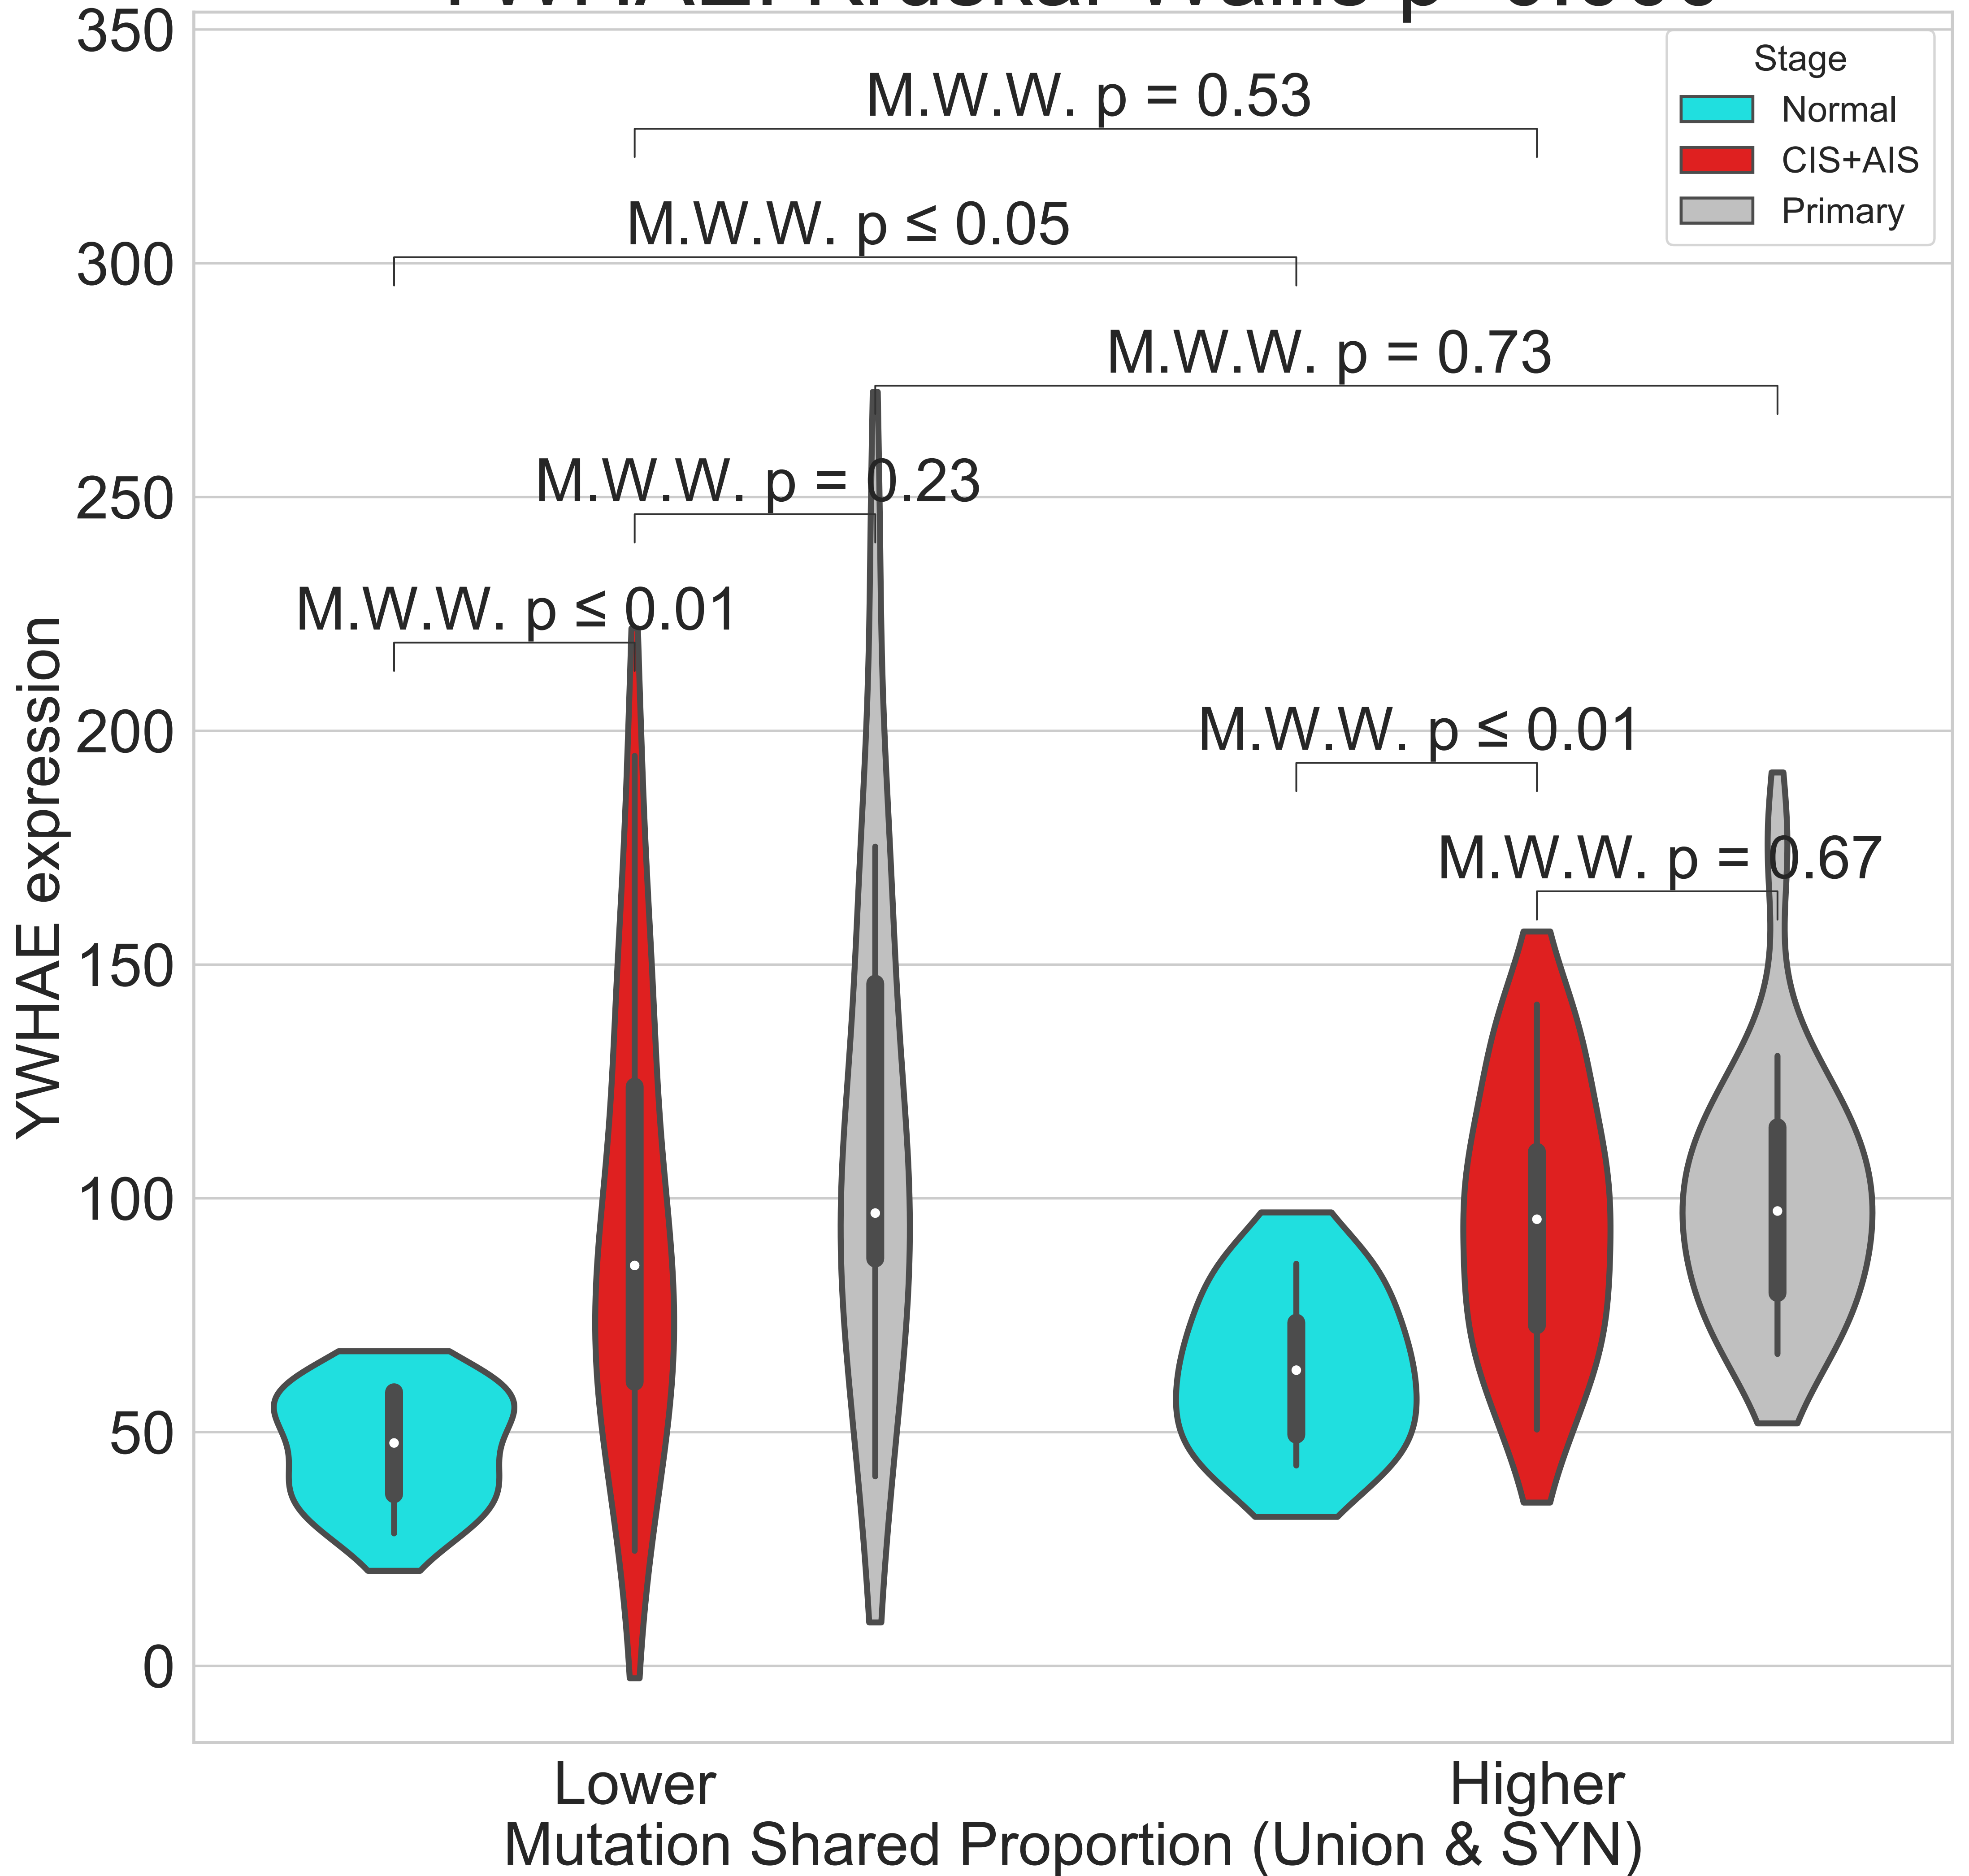 350
Stage
Normal
CIS+AIS
Primary
M.W.W. p = 0.53
M.W.W. p ≤ 0.05
300
M.W.W. p = 0.73
M.W.W. p = 0.23
250
M.W.W. p ≤ 0.01
M.W.W. p ≤ 0.01
200
M.W.W. p = 0.67
150
100
50
0
YWHAE expression
Lower
Higher
Mutation Shared Proportion (Union & SYN)